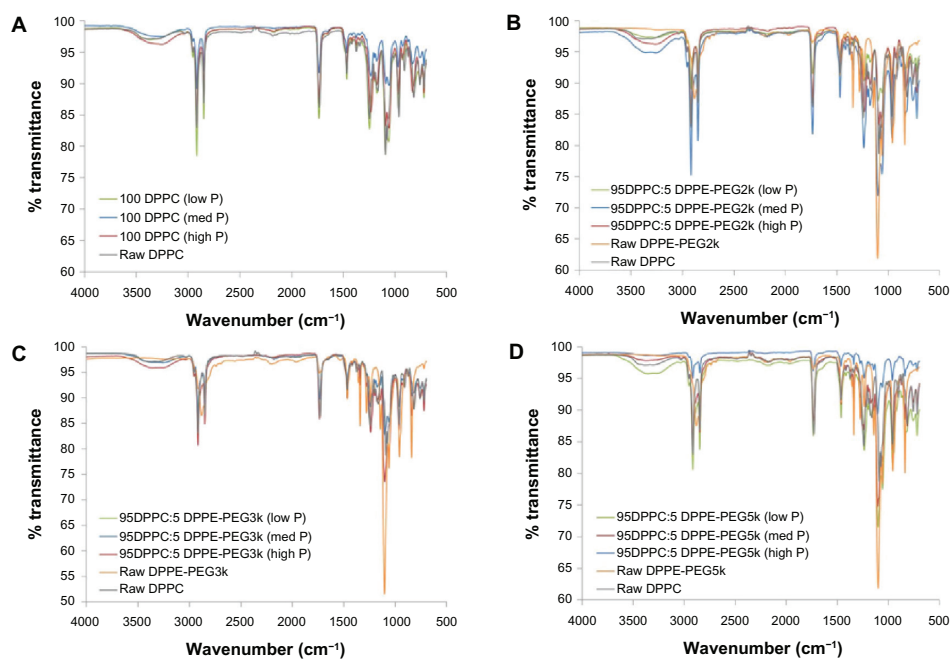 A
% transmittance
100
95
90
85
80
75
70
65
60
100 DPPC (low P)
100 DPPC (med P)
100 DPPC (high P)
Raw DPPC
4000 3500 3000 2500 2000 1500 1000 500
Wavenumber (cm⁻¹)
B
% transmittance
100
95
90
85
80
75
70
65
60
95DPPC:5 DPPE-PEG2k (low P)
95DPPC:5 DPPE-PEG2k (med P)
95DPPC:5 DPPE-PEG2k (high P)
Raw DPPE-PEG2k
Raw DPPC
4000 3500 3000 2500 2000 1500 1000 500
Wavenumber (cm⁻¹)
C
% transmittance
100
95
90
85
80
75
70
65
60
55
50
95DPPC:5 DPPE-PEG3k (low P)
95DPPC:5 DPPE-PEG3k (med P)
95DPPC:5 DPPE-PEG3k (high P)
Raw DPPE-PEG3k
Raw DPPC
4000 3500 3000 2500 2000 1500 1000 500
Wavenumber (cm⁻¹)
D
% transmittance
100
95
90
85
80
75
70
65
60
95DPPC:5 DPPE-PEG5k (low P)
95DPPC:5 DPPE-PEG5k (med P)
95DPPC:5 DPPE-PEG5k (high P)
Raw DPPE-PEG5k
Raw DPPC
4000 3500 3000 2500 2000 1500 1000 500
Wavenumber (cm⁻¹)